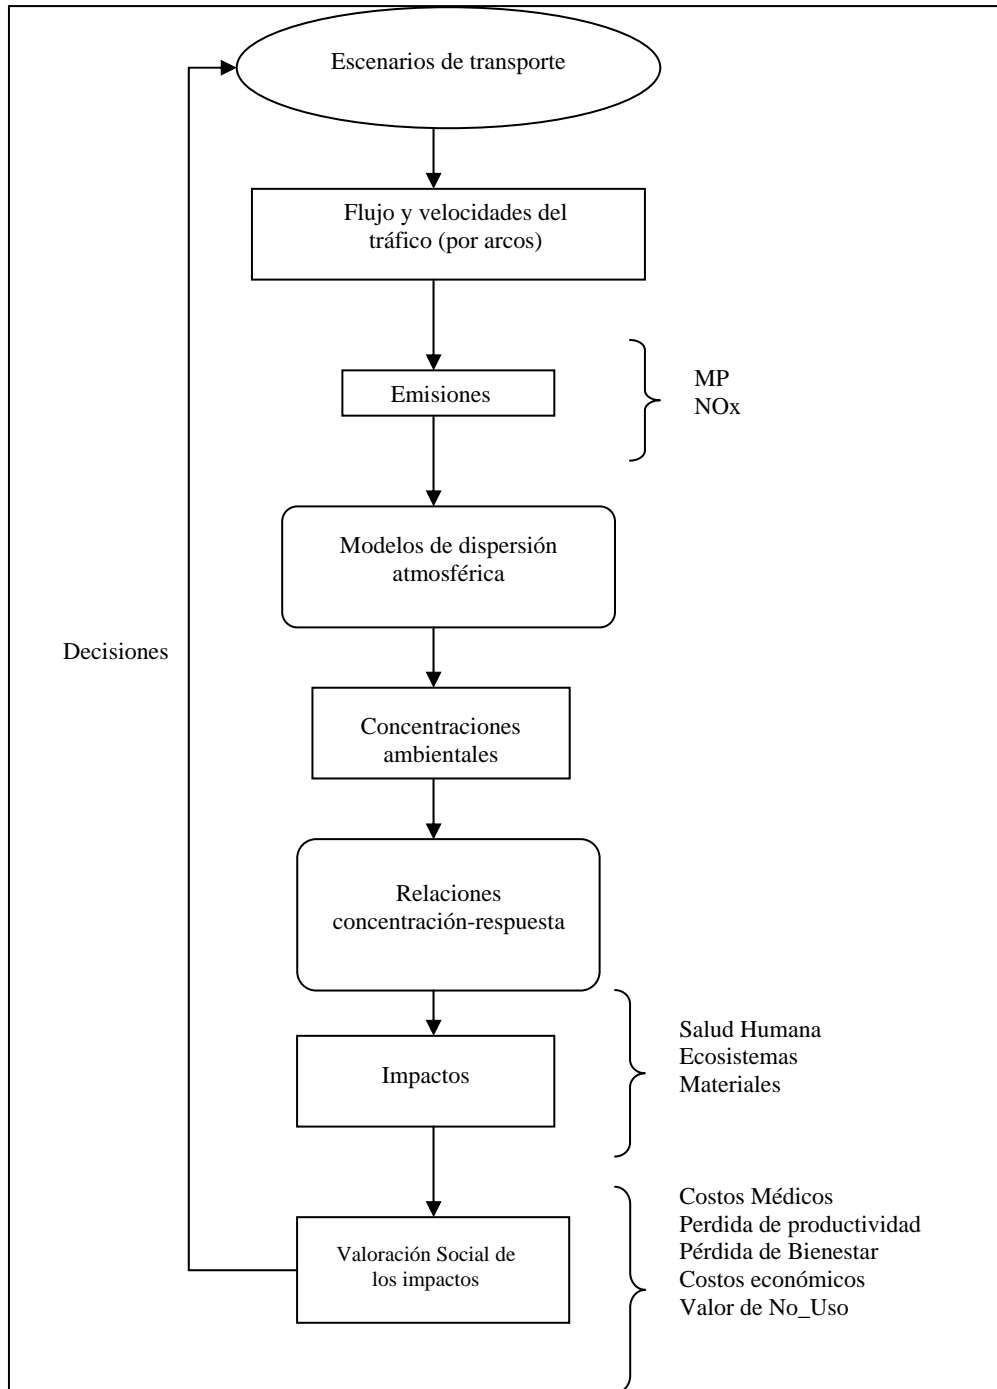 Escenarios de transporte
Flujo y velocidades del
tráfico (por arcos)
Emisiones
MP
NOx
Modelos de dispersión
atmosférica
Decisiones
Concentraciones
ambientales
Relaciones
concentración-respuesta
Impactos
Salud Humana
Ecosistemas
Materiales
Valoración Social de
los impactos
Costos Médicos
Perdida de productividad
Pérdida de Bienestar
Costos económicos
Valor de No_Uso